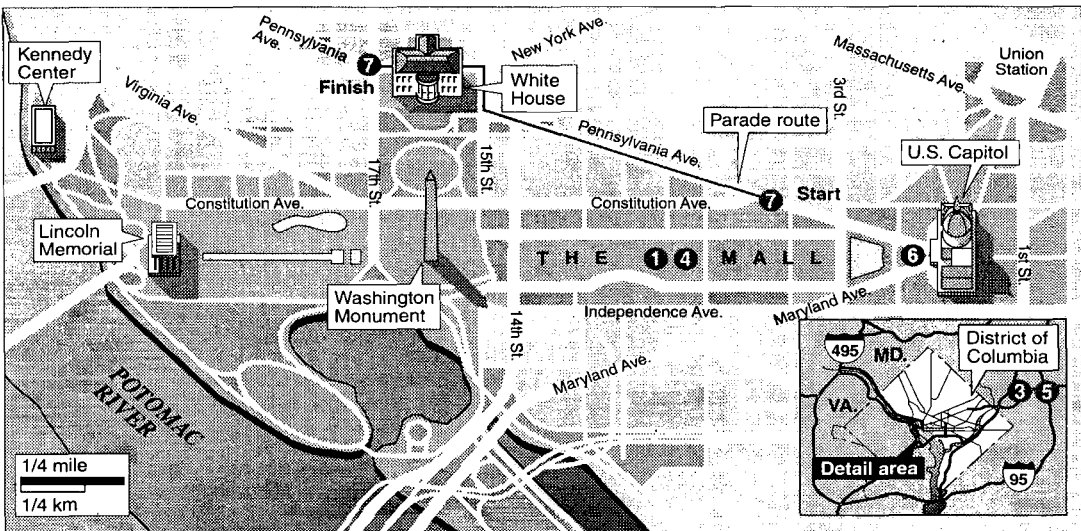 Kennedy
Center
Pennsylvania
Ave.
7
Finish
New York Ave.
White
House
Massachusetts Ave.
Union
Station
Virginia Ave.
3rd St.
Parade route
U.S. Capitol
Pennsylvania Ave.
17th St.
15th St.
7
Start
Constitution Ave.
Constitution Ave.
Lincoln
Memorial
THE 1 4 MALL
6
1st St.
Washington
Monument
14th St.
Independence Ave.
Maryland Ave.
Maryland Ave.
POTOMAC
RIVER
495
MD.
District of
Columbia
3 5
VA.
Detail area
95
1/4 mile
1/4 km